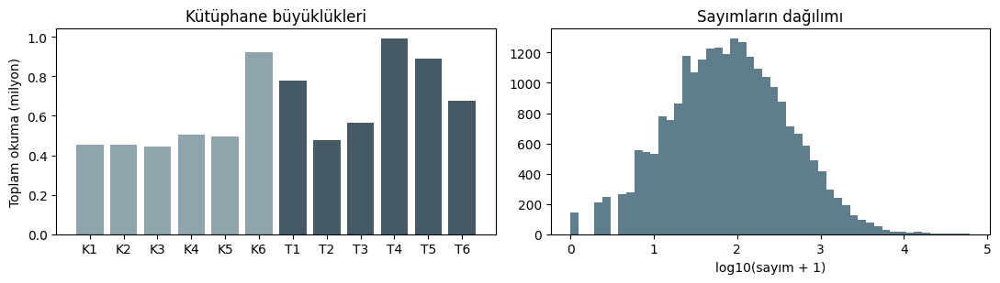 Kütüphane büyüklükleri
Toplam okuma (milyon)
1.0
0.8
0.6
0.4
0.2
0.0
K1 K2 K3 K4 K5 K6 T1 T2 T3 T4 T5 T6
Sayımların dağılımı
1200
1000
800
600
400
200
0
0 1 2 3 4 5
log10(sayım + 1)